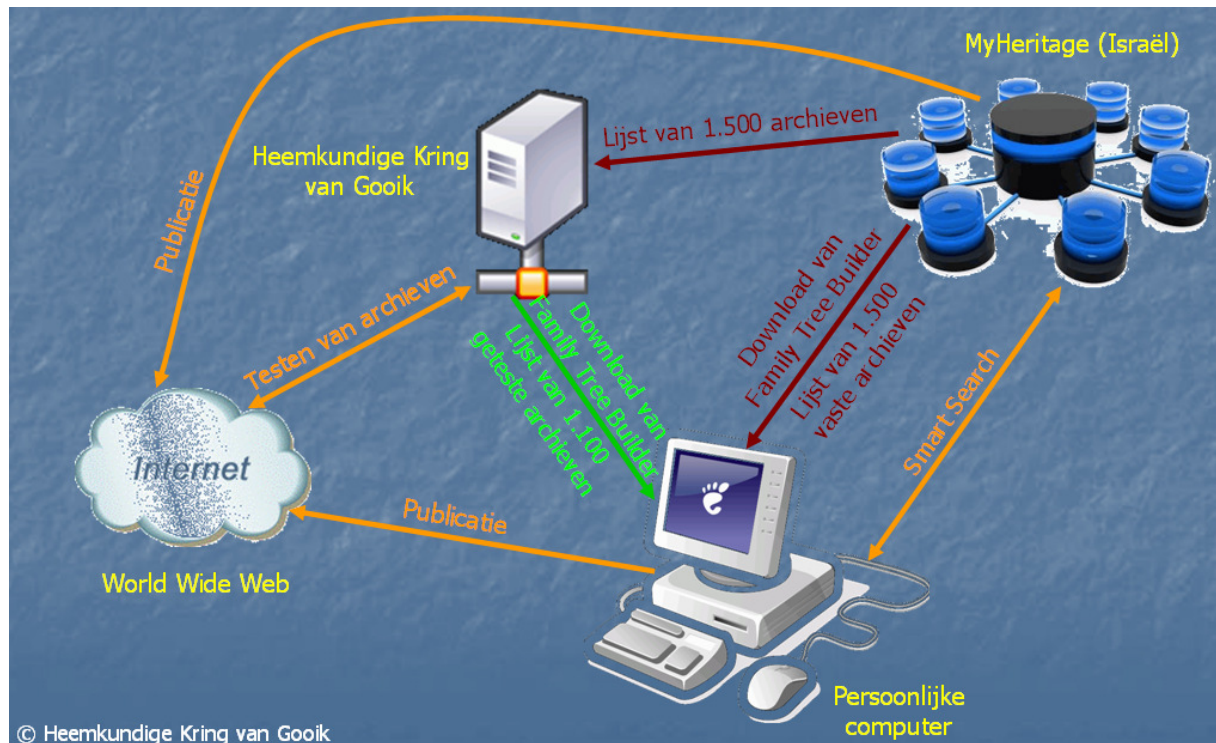 MyHeritage (Israël)
Lijst van 1.500 archieven
Heemkundige Kring
van Gooik
Publicatie
Testen van archieven
Download van
Family Tree Builder
Lijst van 1.100
geteste archieven
Download van
Family Tree Builder
Lijst van 1.500
vaste archieven
Smart Search
Internet
Publicatie
World Wide Web
Persoonlijke
computer
© Heemkundige Kring van Gooik